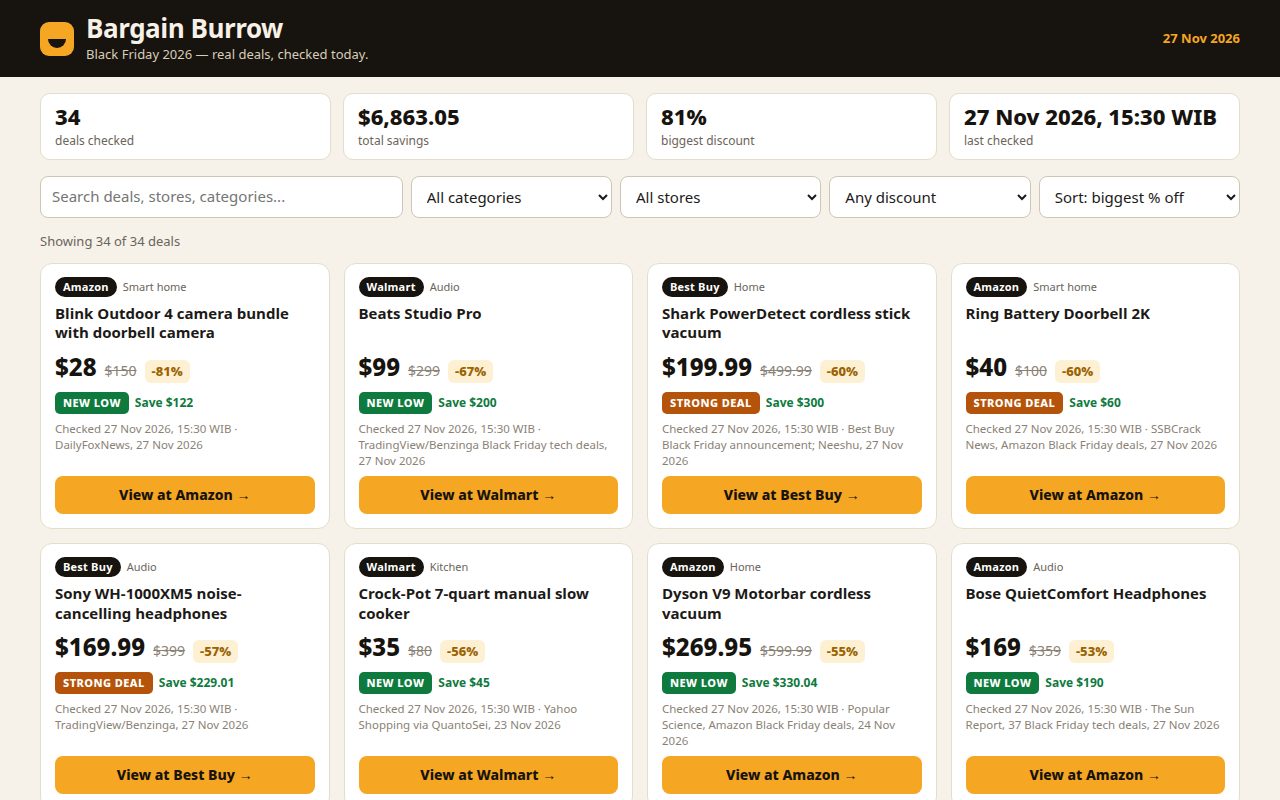 Bargain Burrow
Black Friday 2026 — real deals, checked today.
27 Nov 2026
34
deals checked
$6,863.05
total savings
81%
biggest discount
27 Nov 2026, 15:30 WIB
last checked
Search deals, stores, categories...
All categories
All stores
Any discount
Sort: biggest % off
Showing 34 of 34 deals
Amazon Smart home
Blink Outdoor 4 camera bundle
with doorbell camera
$28 $150 -81%
NEW LOW Save $122
Checked 27 Nov 2026, 15:30 WIB ·
DailyFoxNews, 27 Nov 2026
View at Amazon →
Walmart Audio
Beats Studio Pro
$99 $299 -67%
NEW LOW Save $200
Checked 27 Nov 2026, 15:30 WIB ·
TradingView/Benzinga Black Friday tech deals,
27 Nov 2026
View at Walmart →
Best Buy Home
Shark PowerDetect cordless stick
vacuum
$199.99 $499.99 -60%
STRONG DEAL Save $300
Checked 27 Nov 2026, 15:30 WIB · Best Buy
Black Friday announcement; Neeshu, 27 Nov
2026
View at Best Buy →
Amazon Smart home
Ring Battery Doorbell 2K
$40 $100 -60%
STRONG DEAL Save $60
Checked 27 Nov 2026, 15:30 WIB · SSBCrack
News, Amazon Black Friday deals, 27 Nov 2026
View at Amazon →
Best Buy Audio
Sony WH-1000XM5 noise-
cancelling headphones
$169.99 $399 -57%
STRONG DEAL Save $229.01
Checked 27 Nov 2026, 15:30 WIB ·
TradingView/Benzinga, 27 Nov 2026
View at Best Buy →
Walmart Kitchen
Crock-Pot 7-quart manual slow
cooker
$35 $80 -56%
NEW LOW Save $45
Checked 27 Nov 2026, 15:30 WIB · Yahoo
Shopping via QuantoSei, 23 Nov 2026
View at Walmart →
Amazon Home
Dyson V9 Motorbar cordless
vacuum
$269.95 $599.99 -55%
NEW LOW Save $330.04
Checked 27 Nov 2026, 15:30 WIB · Popular
Science, Amazon Black Friday deals, 24 Nov
2026
View at Amazon →
Amazon Audio
Bose QuietComfort Headphones
$169 $359 -53%
NEW LOW Save $190
Checked 27 Nov 2026, 15:30 WIB · The Sun
Report, 37 Black Friday tech deals, 27 Nov 2026
View at Amazon →